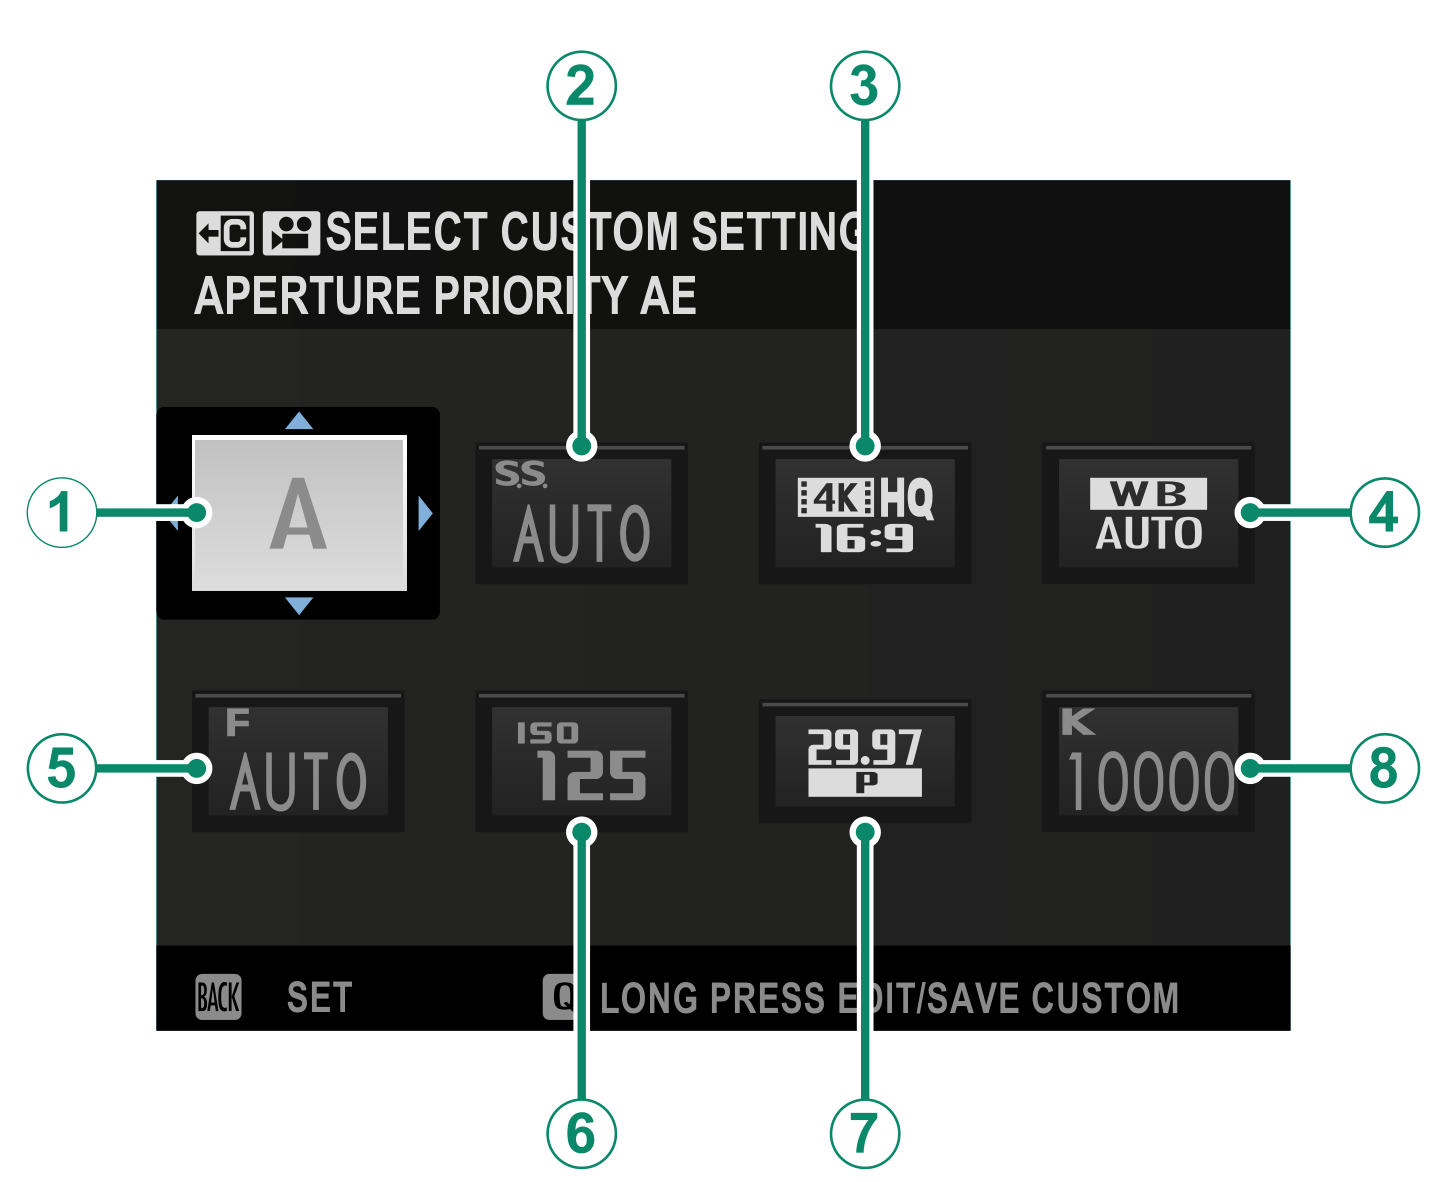 2 3
C SELECT CUSTOM SETTING
APERTURE PRIORITY AE
1 A
S.S.
AUTO
4K HQ
16:9
WB
AUTO 4
5 F
AUTO
ISO
125
29.97
P
K
10000 8
BACK SET Q LONG PRESS EDIT/SAVE CUSTOM
6 7